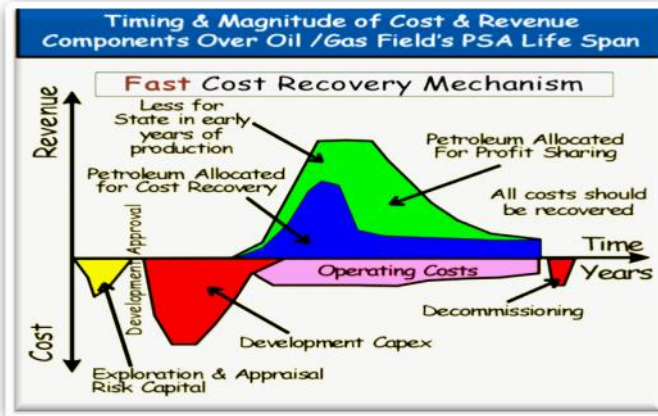 Timing & Magnitude of Cost & Revenue
Components Over Oil /Gas Field's PSA Life Span
Fast Cost Recovery Mechanism
Revenue
Less for
State in early
years of
production
Petroleum Allocated
for Cost Recovery
Petroleum Allocated
For Profit Sharing
All costs should
be recovered
Development Approval
Time
Years
Operating Costs
Decommissioning
Cost
Development Capex
Exploration & Appraisal
Risk Capital